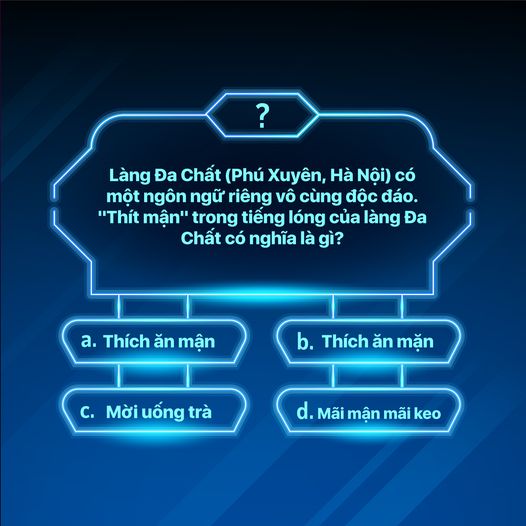 ?
Làng Đa Chất (Phú Xuyên, Hà Nội) có
một ngôn ngữ riêng vô cùng độc đáo.
"Thít mận" trong tiếng lóng của làng Đa
Chất có nghĩa là gì?
a. Thích ăn mận
b. Thích ăn mặn
c. Mời uống trà
d. Mãi mận mãi keo